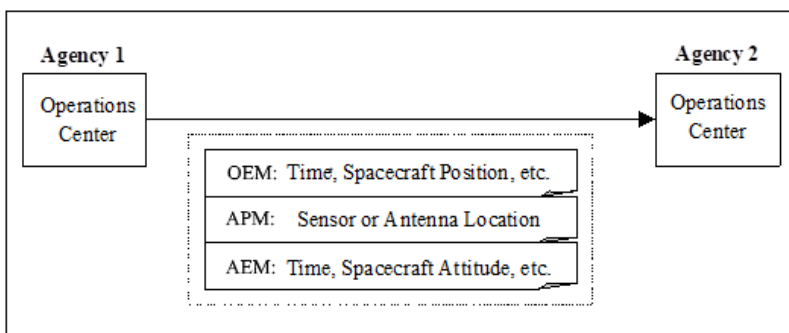 Agency 1
Agency 2
Operations
Center
Operations
Center
OEM: Time, Spacecraft Position, etc.
APM: Sensor or Antenna Location
AEM: Time, Spacecraft Attitude, etc.